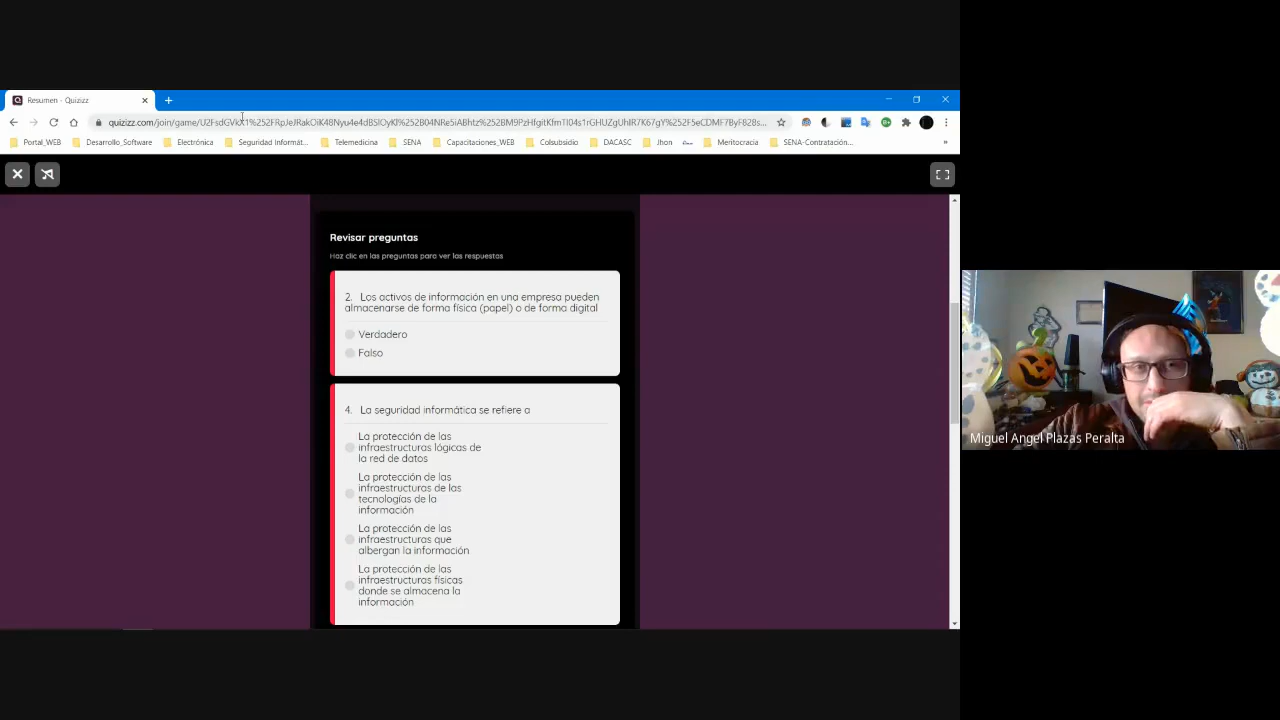 Resumen - Quizizz
Portal_WEB
Desarrollo_Software
Electrónica
Seguridad Informát...
Telemedicina
SENA
Capacitaciones_WEB
Colsubsidio
DACASC
Jhon
Meritocracia
SENA-Contratación...
»
Revisar preguntas
Haz clic en las preguntas para ver las respuestas
2. Los activos de información en una empresa pueden
almacenarse de forma física (papel) o de forma digital
Verdadero
Falso
4. La seguridad informática se refiere a
La protección de las
infraestructuras lógicas de
la red de datos
La protección de las
infraestructuras de las
tecnologías de la
información
La protección de las
infraestructuras que
albergan la información
La protección de las
infraestructuras físicas
donde se almacena la
información
Miguel Angel Plazas Peralta